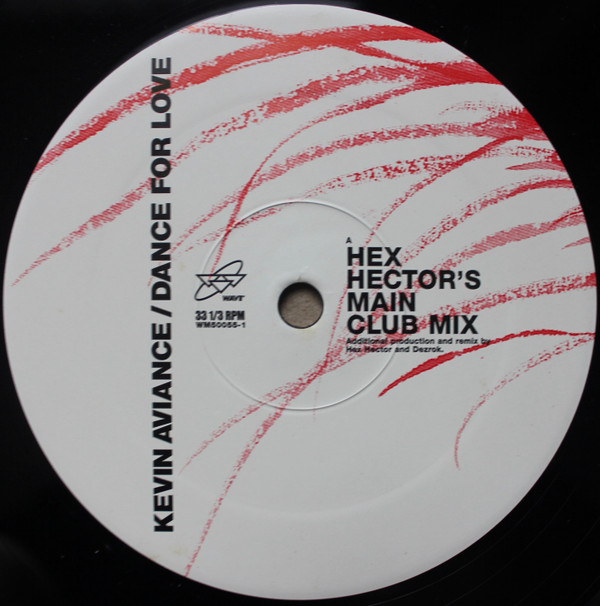 KEVIN AVIANCE / DANCE FOR LOVE
WAVE
33 1/3 RPM
WM50055-1
A
HEX
HECTOR'S
MAIN
CLUB MIX
Additional production and remix by
Hex Hector and Dezrok.